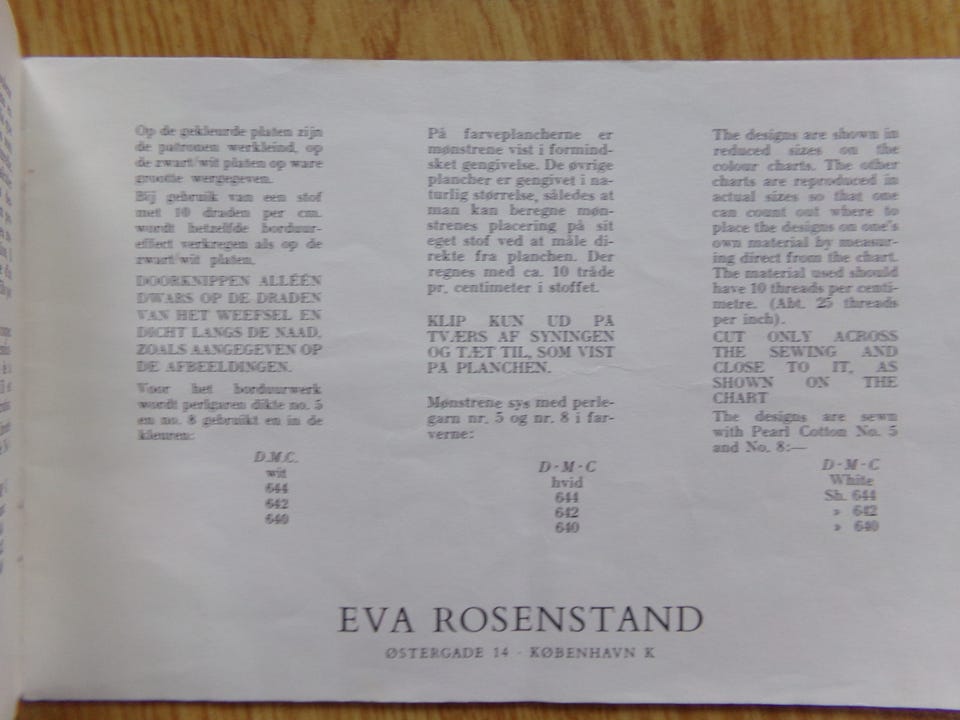 Op de gekleurde platen zijn
de patronen verkleind, op
de zwart/wit platen op ware
grootte weergegeven.
Bij gebruik van een stof
met 10 draden per cm.
wordt hetzelfde borduur-
effect verkregen als op de
zwart/wit platen.
DOORKNIPPEN ALLÉÉN
DWARS OP DE DRADEN
VAN HET WEEFSEL EN
DICHT LANGS DE NAAD,
ZOALS AANGEGEVEN OP
DE AFBEELDINGEN.
Voor het borduurwerk
wordt perlgaren dikte no. 5
en no. 8 gebruikt en in de
kleuren:
D.M.C.
wit
644
642
640
På farveplancherne er
mønstrene vist i formind-
sket gengivelse. De øvrige
plancher er gengivet i na-
turlig størrelse, således at
man kan beregne møn-
strenes placering på sit
eget stof ved at måle di-
rekte fra planchen. Der
regnes med ca. 10 tråde
pr. centimeter i stoffet.
KLIP KUN UD PÅ
TVÆRS AF SYNINGEN
OG TÆT TIL, SOM VIST
PÅ PLANCHEN.
Mønstrene sys med perle-
garn nr. 5 og nr. 8 i far-
verne:
D-M-C
hvid
644
642
640
The designs are shown in
reduced sizes on the
colour charts. The other
charts are reproduced in
actual sizes so that one
can count out where to
place the designs on one's
own material by measur-
ing direct from the chart.
The material used should
have 10 threads per centi-
metre. (Abt. 25 threads
per inch).
CUT ONLY ACROSS
THE SEWING AND
CLOSE TO IT, AS
SHOWN ON THE
CHART
The designs are sewn
with Pearl Cotton No. 5
and No. 8:—
D-M-C
White
Sh. 644
» 642
» 640
EVA ROSENSTAND
ØSTERGADE 14 · KØBENHAVN K